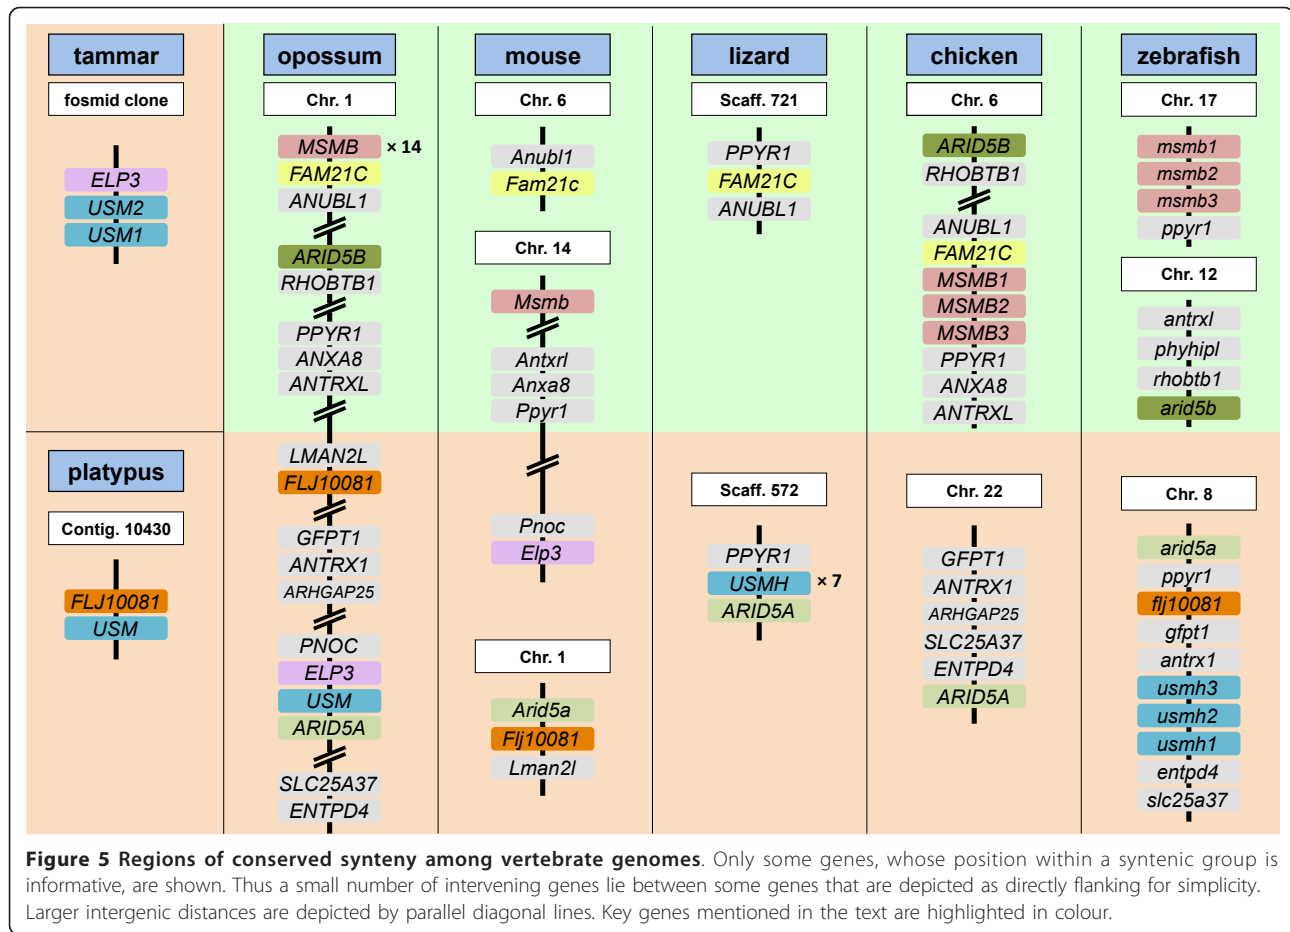 tammar
fosmid clone
ELP3
USM2
USM1
platypus
Contig. 10430
FLJ10081
USM
opossum
Chr. 1
MSMB × 14
FAM21C
ANUBL1
ARID5B
RHOBTB1
PPYR1
ANXA8
ANTRXL
LMAN2L
FLJ10081
GFPT1
ANTRX1
ARHGAP25
PNOC
ELP3
USM
ARID5A
SLC25A37
ENTPD4
mouse
Chr. 6
Anubl1
Fam21c
Chr. 14
Msmb
Antxrl
Anxa8
Ppyr1
Pnoc
Elp3
Chr. 1
Arid5a
Flj10081
Lman2l
lizard
Scaff. 721
PPYR1
FAM21C
ANUBL1
Scaff. 572
PPYR1
USMH × 7
ARID5A
chicken
Chr. 6
ARID5B
RHOBTB1
ANUBL1
FAM21C
MSMB1
MSMB2
MSMB3
PPYR1
ANXA8
ANTRXL
Chr. 22
GFPT1
ANTRX1
ARHGAP25
SLC25A37
ENTPD4
ARID5A
zebrafish
Chr. 17
msmb1
msmb2
msmb3
ppyr1
Chr. 12
antrxl
phyhipl
rhobtb1
arid5b
Chr. 8
arid5a
ppyr1
flj10081
gfpt1
antrx1
usmh3
usmh2
usmh1
entpd4
slc25a37
Figure 5 Regions of conserved synteny among vertebrate genomes. Only some genes, whose position within a syntenic group is
informative, are shown. Thus a small number of intervening genes lie between some genes that are depicted as directly flanking for simplicity.
Larger intergenic distances are depicted by parallel diagonal lines. Key genes mentioned in the text are highlighted in colour.